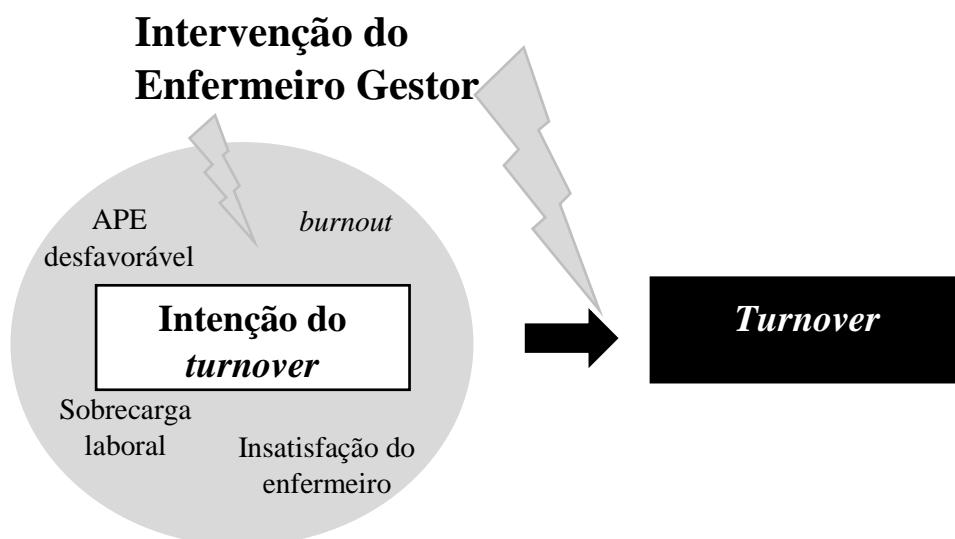 Intervenção do
Enfermeiro Gestor
APE
desfavorável
burnout
Intenção do
turnover
Turnover
Sobrecarga
laboral
Insatisfação do
enfermeiro